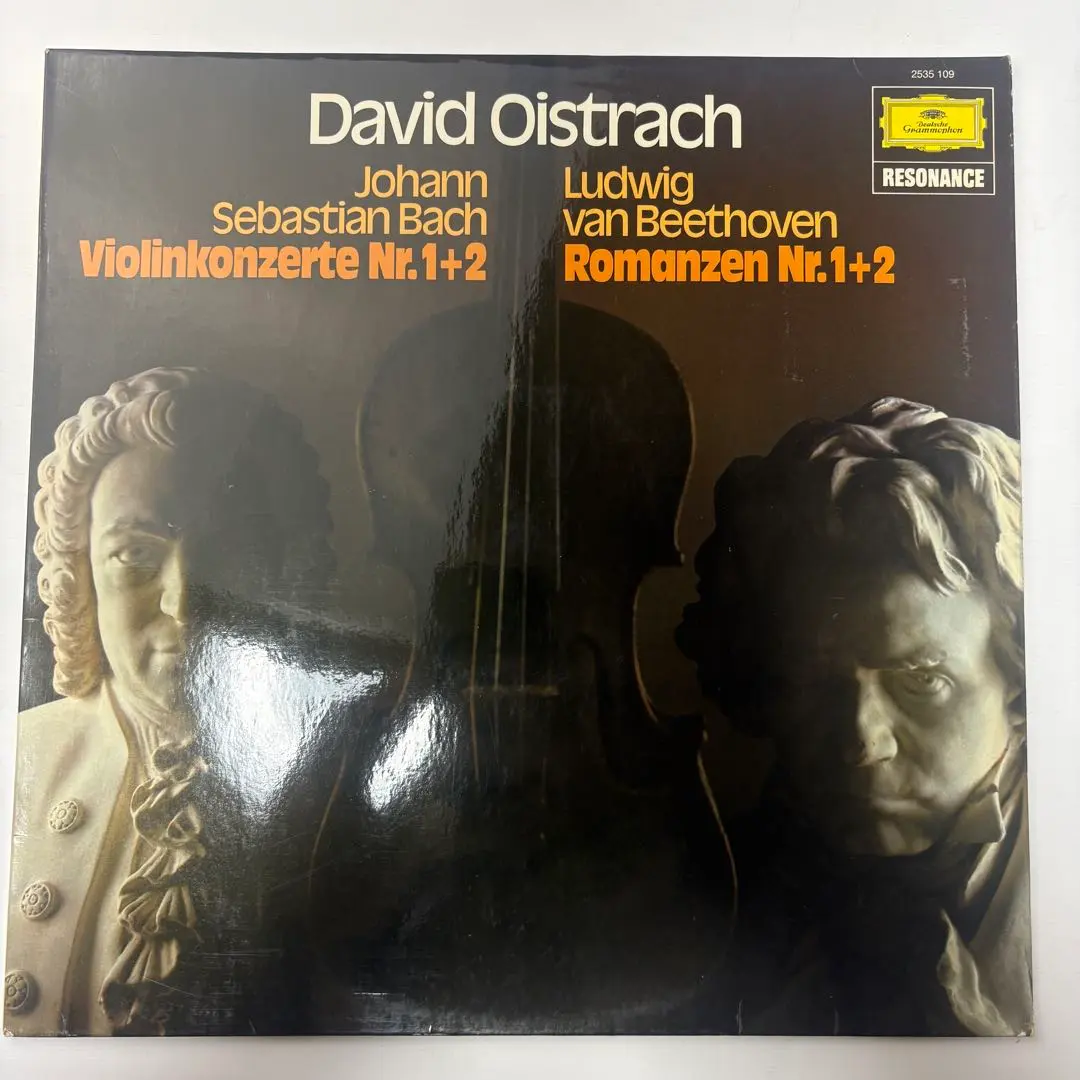 2535 109
David Oistrach
Deutsche
Grammophon
RESONANCE
Johann
Sebastian Bach
Violinkonzerte Nr.1+2
Ludwig
van Beethoven
Romanzen Nr.1+2